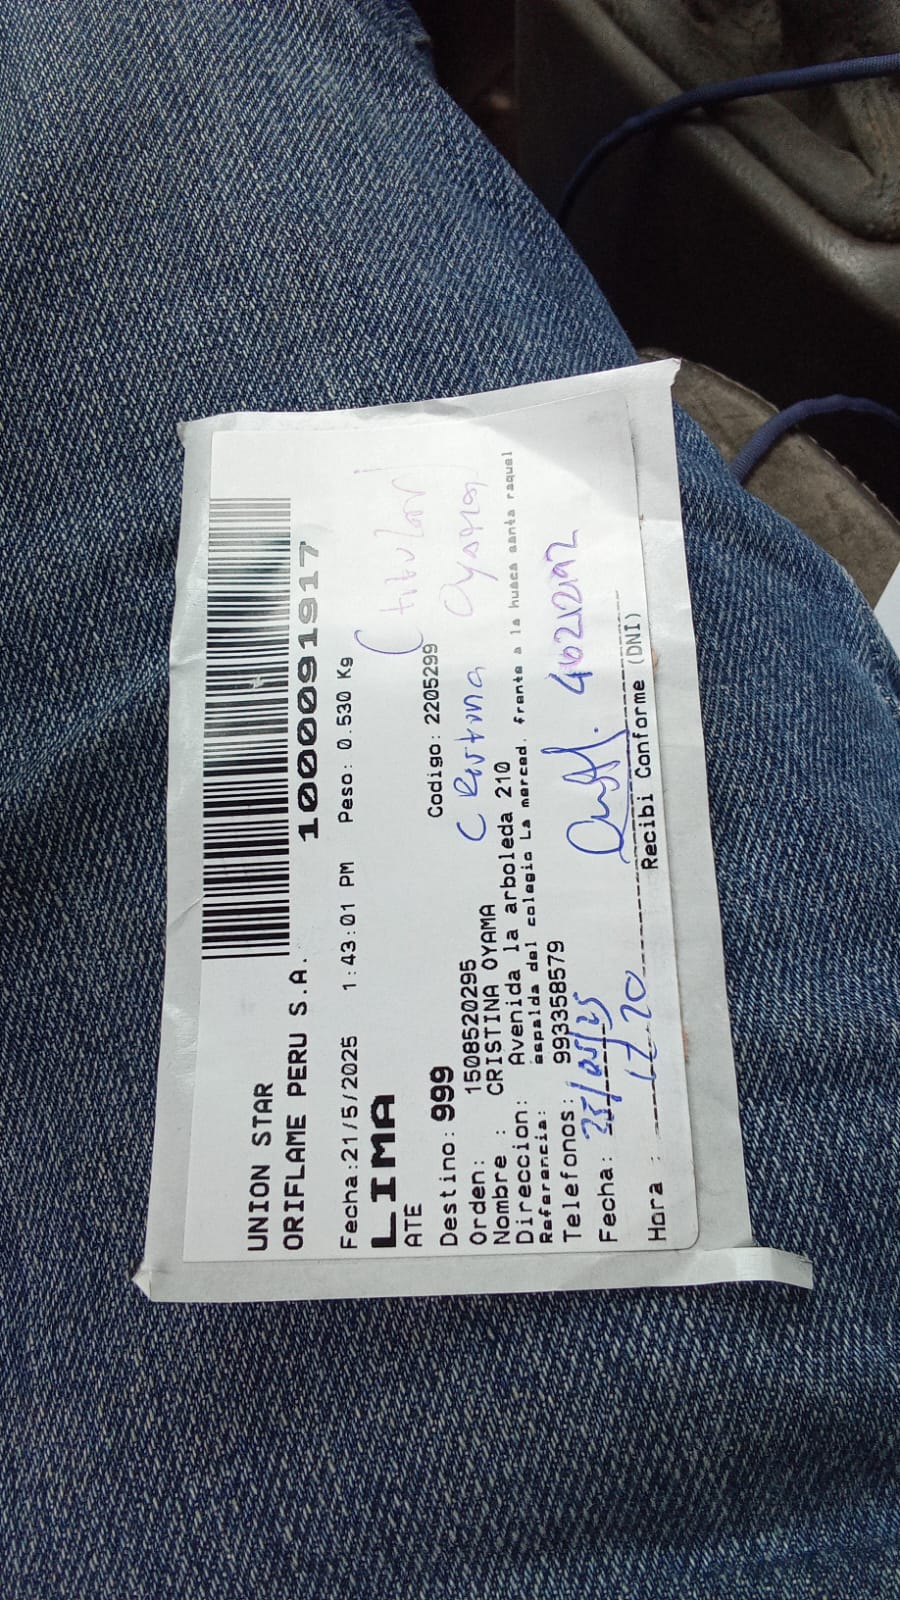 UNION STAR
ORIFLAME PERU S.A.
1000091917
Fecha:21/5/2025 1:43:01 PM Peso: 0.530 Kg
LIMA
(titular)
ATE
Destino: 999 Codigo: 2205299
Orden: 1508520295
Cristina Oyama
Nombre : CRISTINA OYAMA
Direccion: Avenida la arboleda 210
Referencia: espalda del colegio La merced. frente a la huaca santa raquel
Telefonos: 993358579
Fecha: 25/05/25 46212192
Hora : 17-20 Recibi Conforme (DNI)